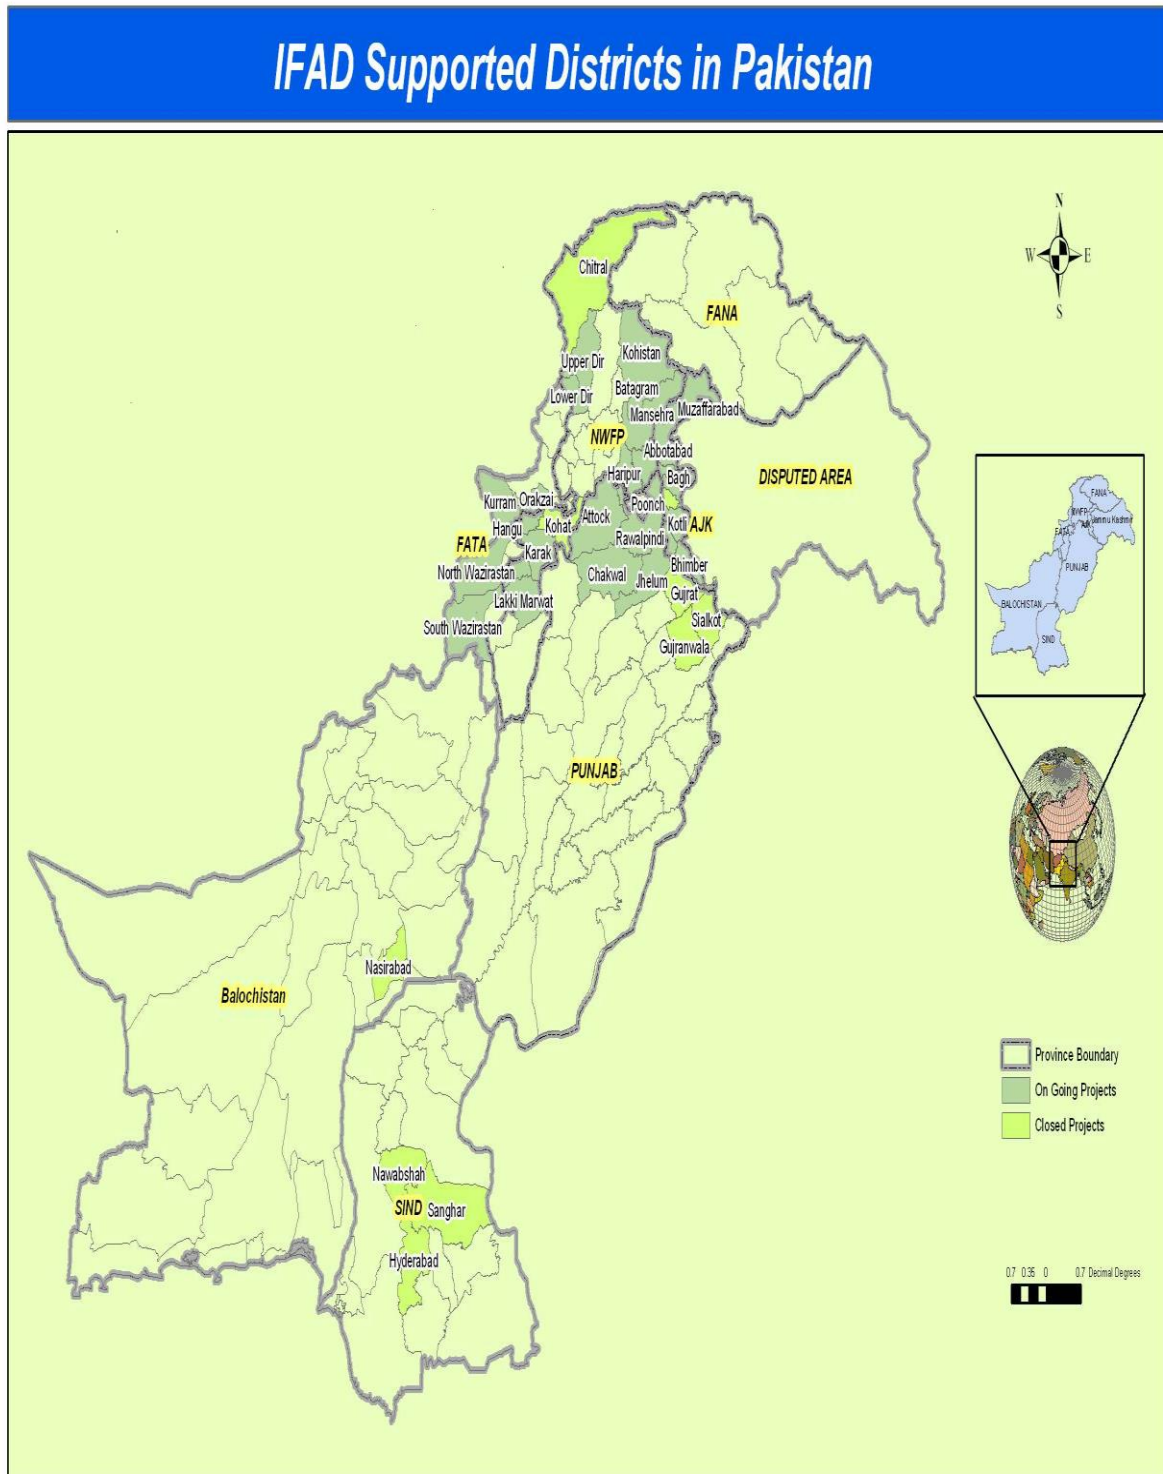 IFAD Supported Districts in Pakistan
N
W E
S
Chitral
FANA
Upper Dir
Kohistan
Lower Dir
Batagram
Mansehra
Muzaffarabad
NWFP
Abbotabad
Haripur
Bagh
DISPUTED AREA
Kurram
Orakzai
Poonch
Hangu
Kohat
Attock
Kotli
AJK
FATA
Karak
Rawalpindi
North Wazirastan
Chakwal
Jhelum
Bhimber
Lakki Marwat
Gujrat
South Wazirastan
Sialkot
Gujranwala
PUNJAB
Nasirabad
Balochistan
Nawabshah
SIND
Sanghar
Hyderabad
FANA
NWFP
AJK
Jammu Kashmir
FATA
PUNJAB
BALOCHISTAN
SIND
Province Boundary
On Going Projects
Closed Projects
0.7 0.35 0 0.7 Decimal Degrees